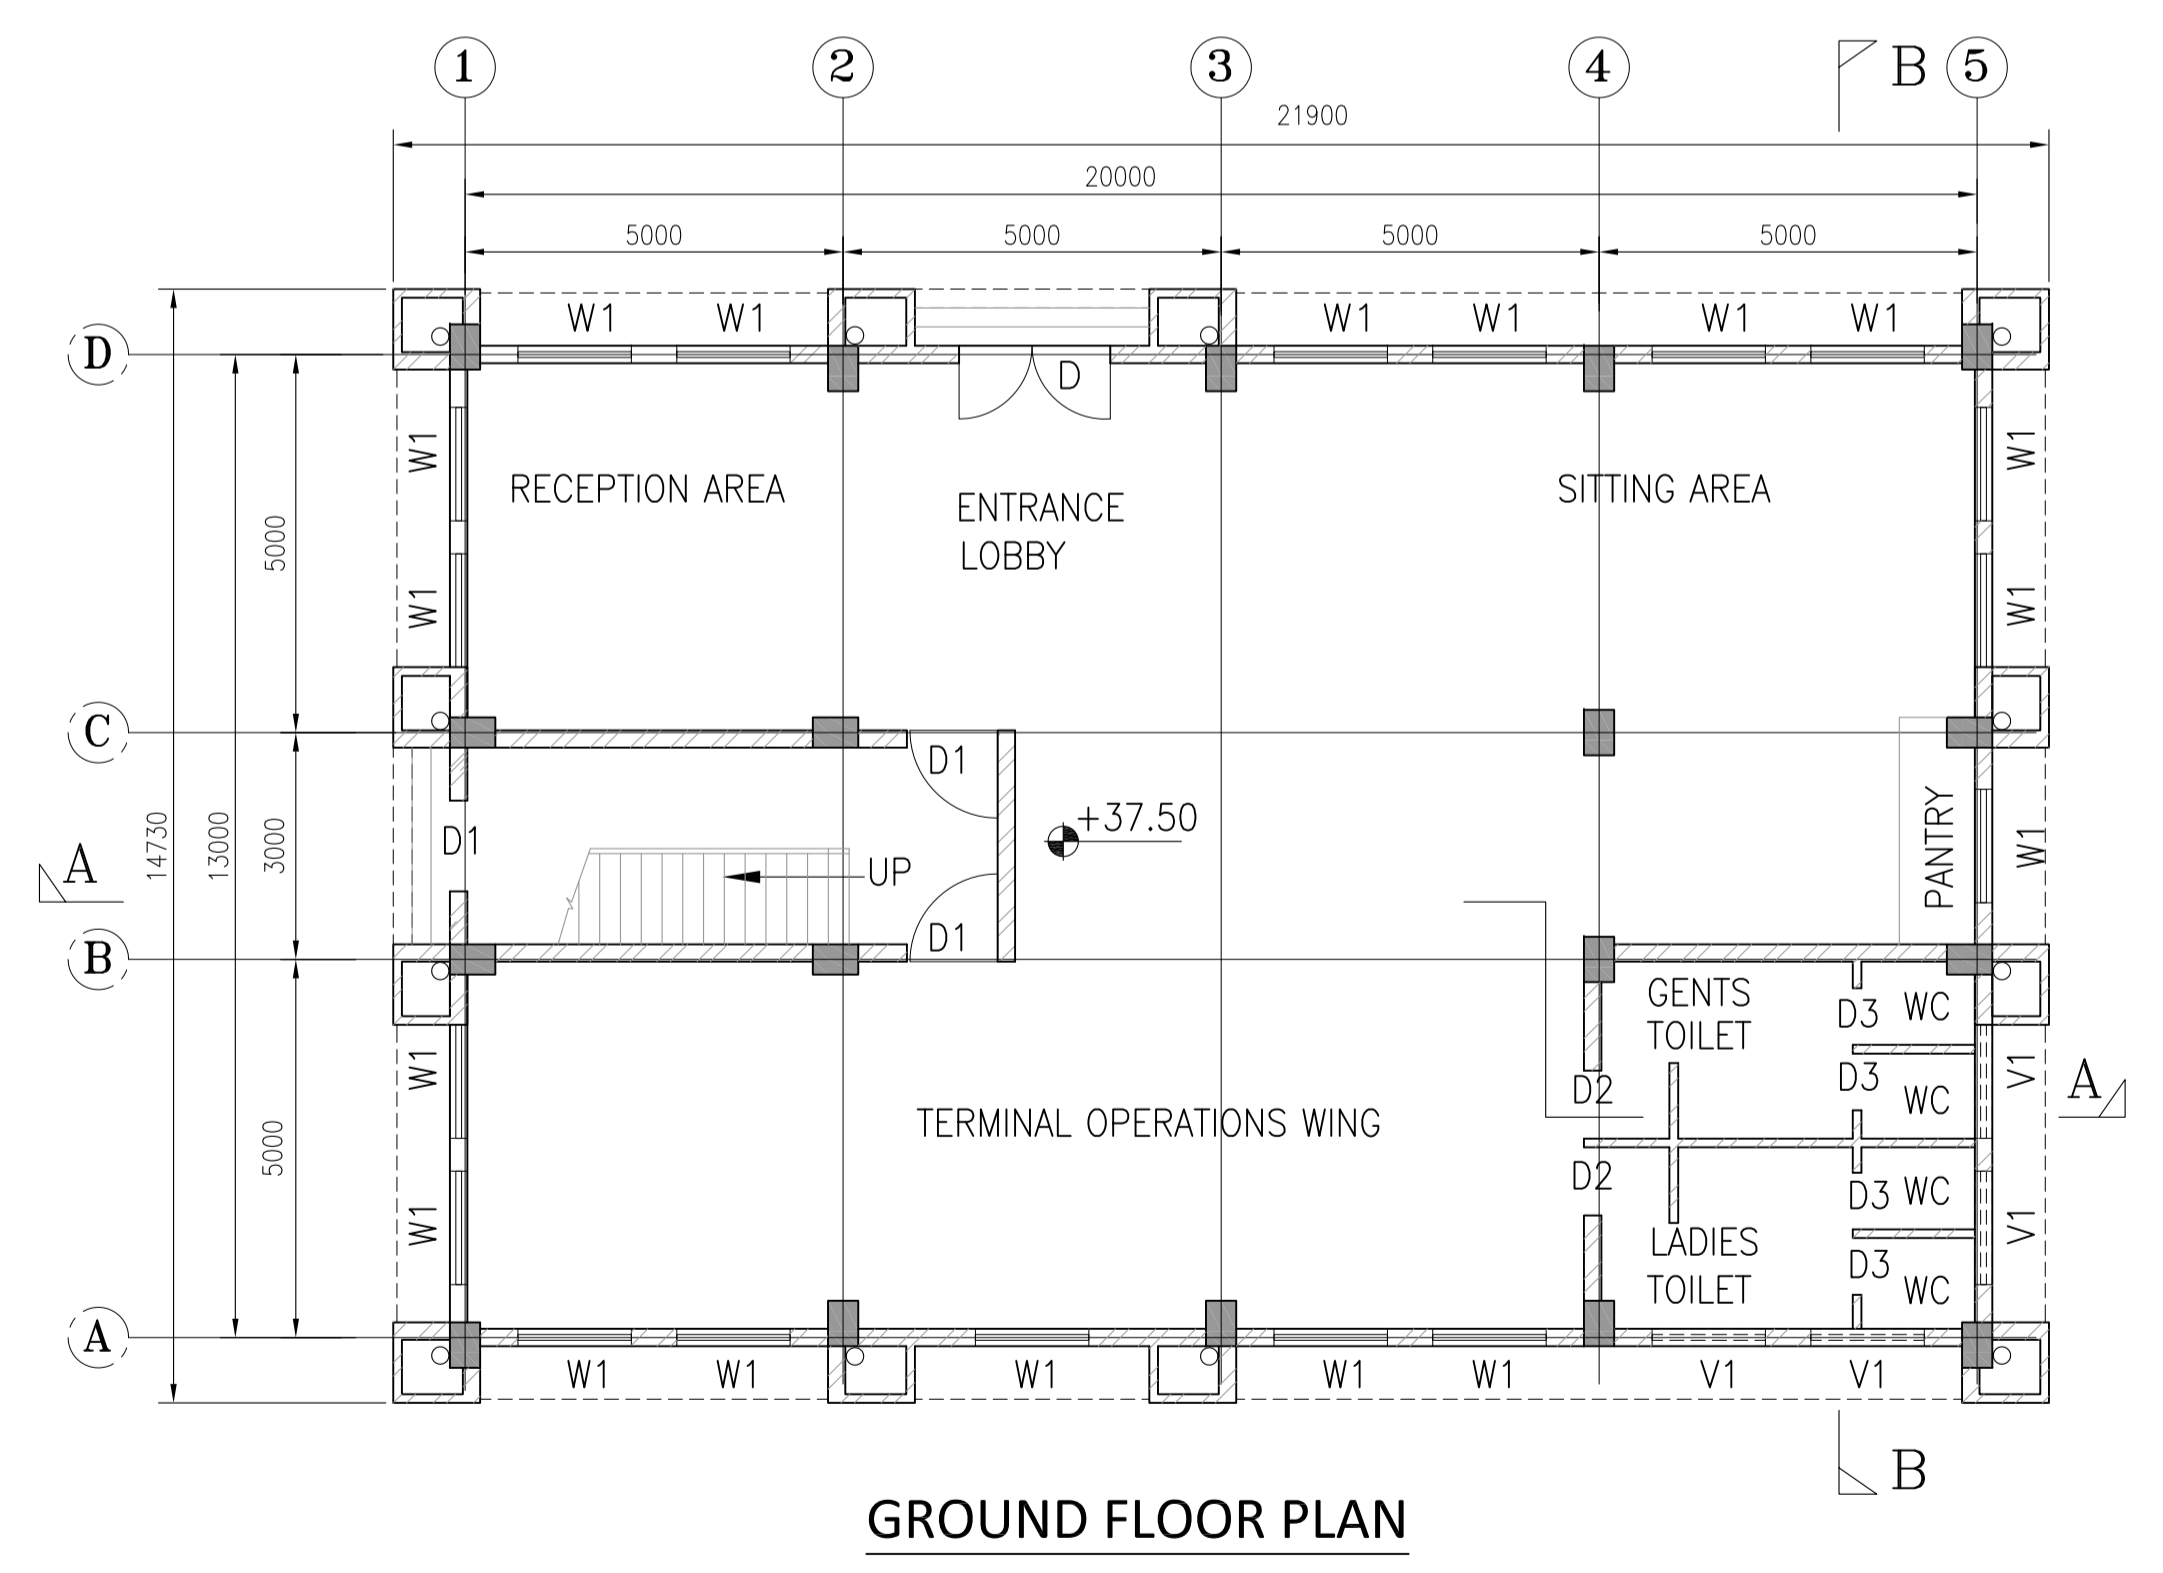 1 2 3 4 B 5
21900
20000
5000 5000 5000 5000
W1 W1 W1 W1 W1 W1
D
D
W1 W1
RECEPTION AREA SITTING AREA
ENTRANCE
LOBBY
5000
W1 W1
C
D1
+37.50
14730
13000
3000
D1
PANTRY
W1
A
UP
D1
B
GENTS
TOILET
D3 WC
W1
V1
D3 WC
D2
A
TERMINAL OPERATIONS WING
5000
D2
D3 WC
W1
V1
LADIES
TOILET
D3 WC
A
W1 W1 W1 W1 W1 V1 V1
B
GROUND FLOOR PLAN